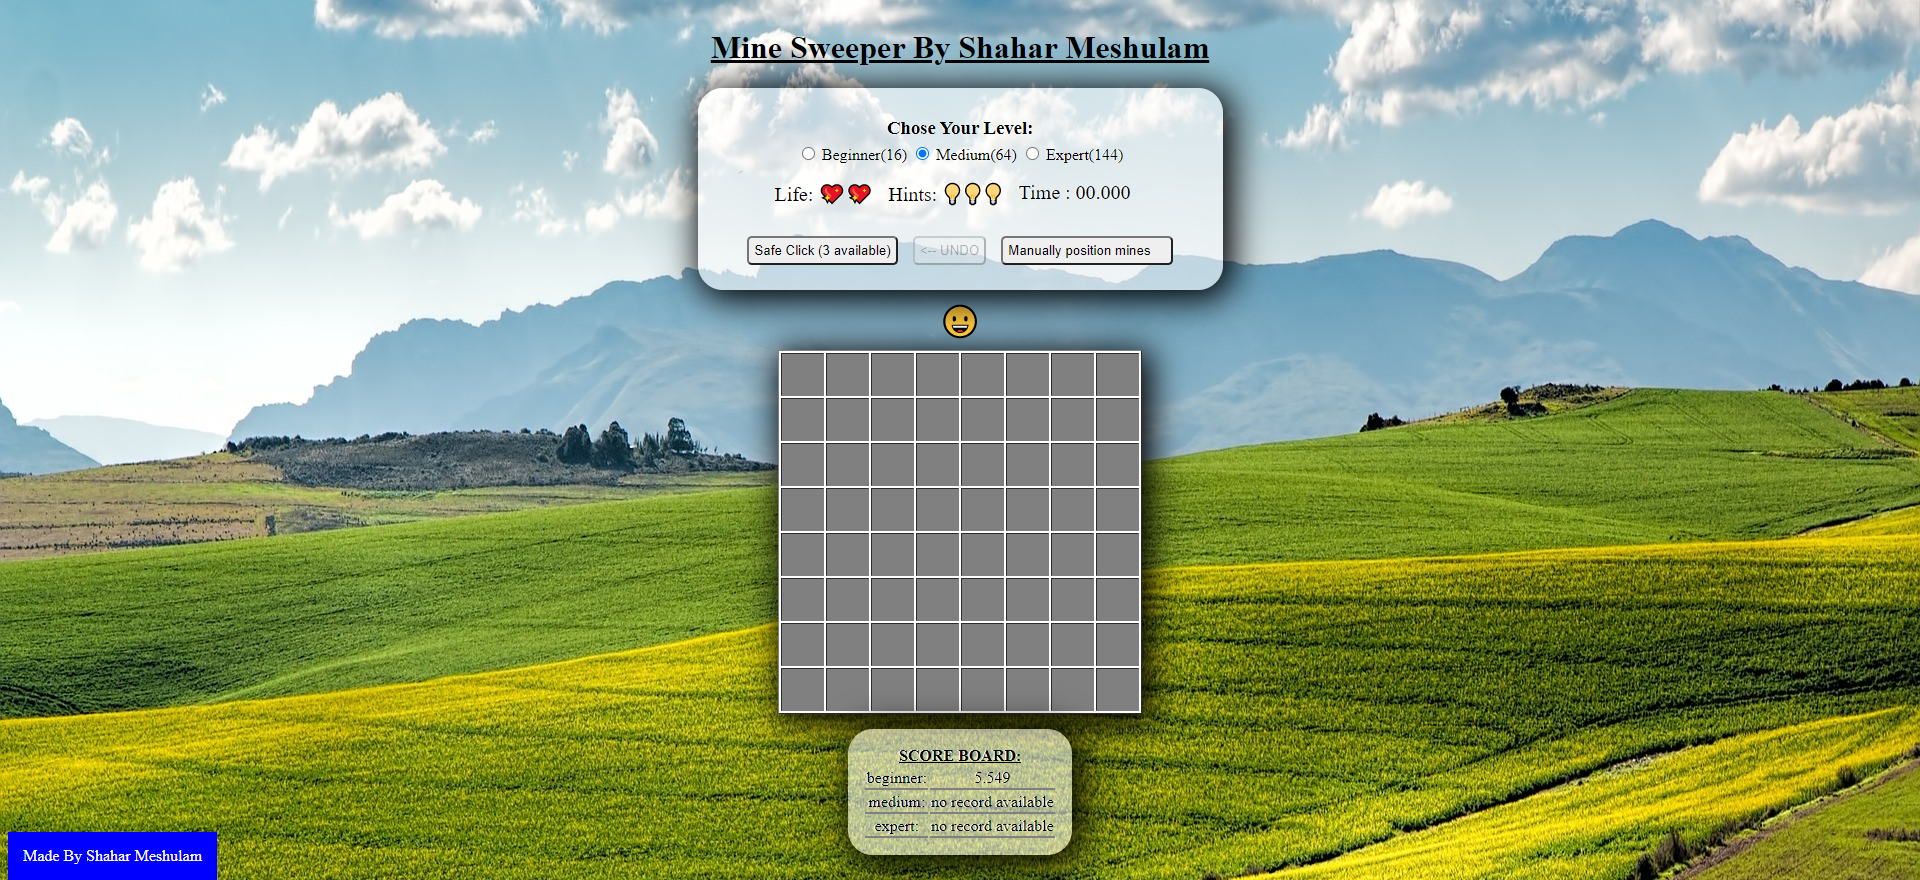 Mine Sweeper By Shahar Meshulam
Chose Your Level:
Beginner(16) Medium(64) Expert(144)
Life: Hints: Time : 00.000
Safe Click (3 available) <-- UNDO Manually position mines
SCORE BOARD:
beginner: 5.549
medium: no record available
expert: no record available
Made By Shahar Meshulam